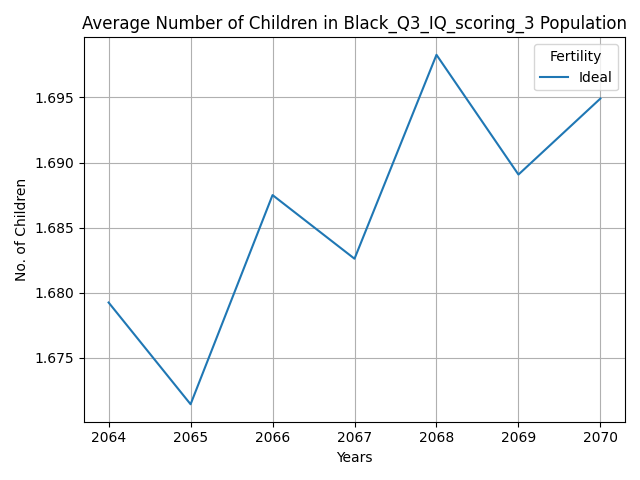 Average Number of Children in Black_Q3_IQ_scoring_3 Population
Fertility
Ideal
No. of Children
1.695
1.690
1.685
1.680
1.675
2064 2065 2066 2067 2068 2069 2070
Years